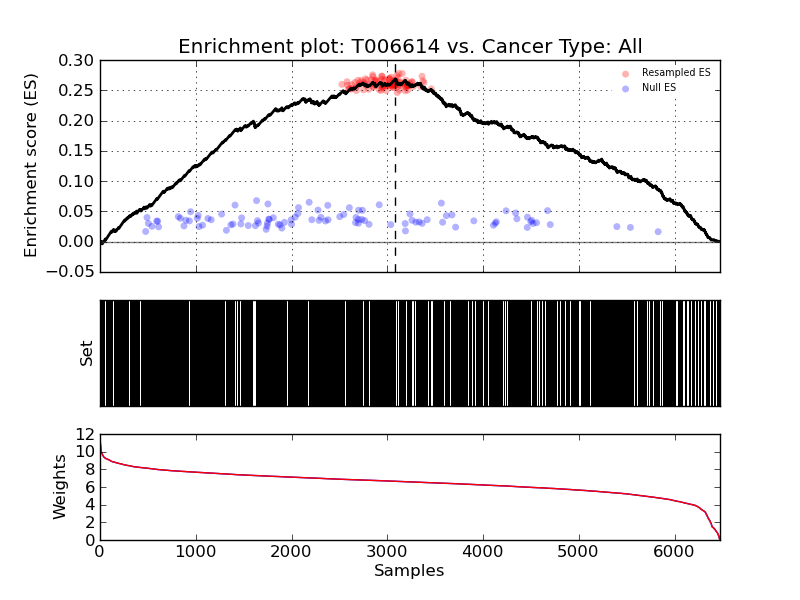 Enrichment plot: T006614 vs. Cancer Type: All
Enrichment score (ES)
0.30
0.25
0.20
0.15
0.10
0.05
0.00
−0.05
Resampled ES
Null ES
Set
Weights
12
10
8
6
4
2
0
0 1000 2000 3000 4000 5000 6000
Samples